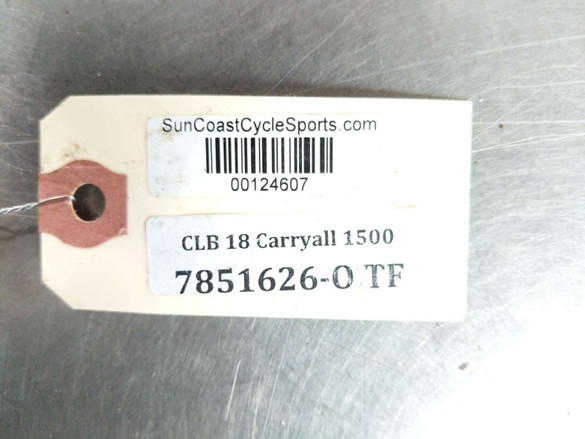 SunCoastCycleSports.com
00124607
CLB 18 Carryall 1500
7851626-O TF